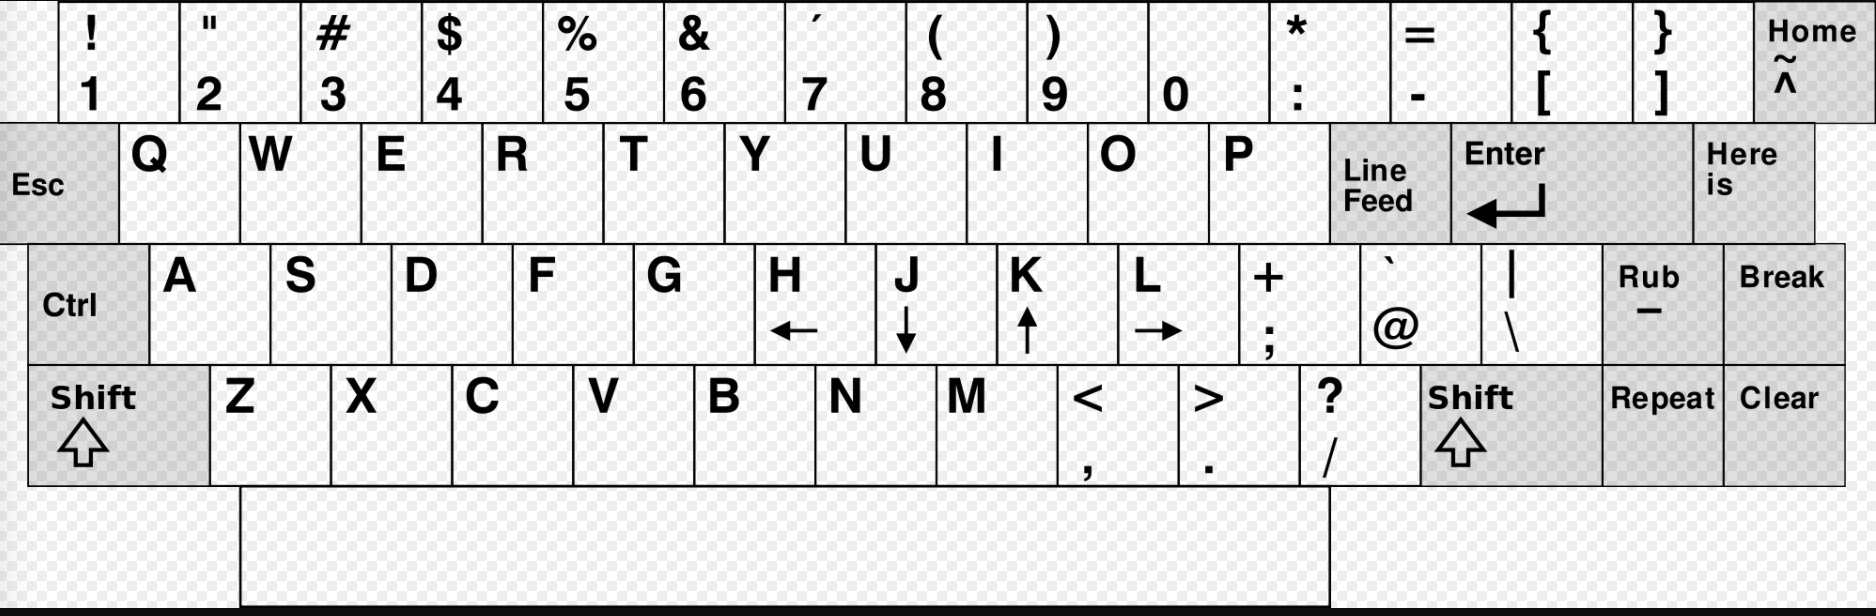 ! " # $ % & ´ ( ) * = { } Home
~
1 2 3 4 5 6 7 8 9 0 : - [ ] ^
Q W E R T Y U I O P Enter Here
Esc Line is
Feed
A S D F G H J K L + ` | Rub Break
Ctrl ← ↓ ↑ → ; @ \ –
Shift Z X C V B N M < > ? Shift Repeat Clear
, . /